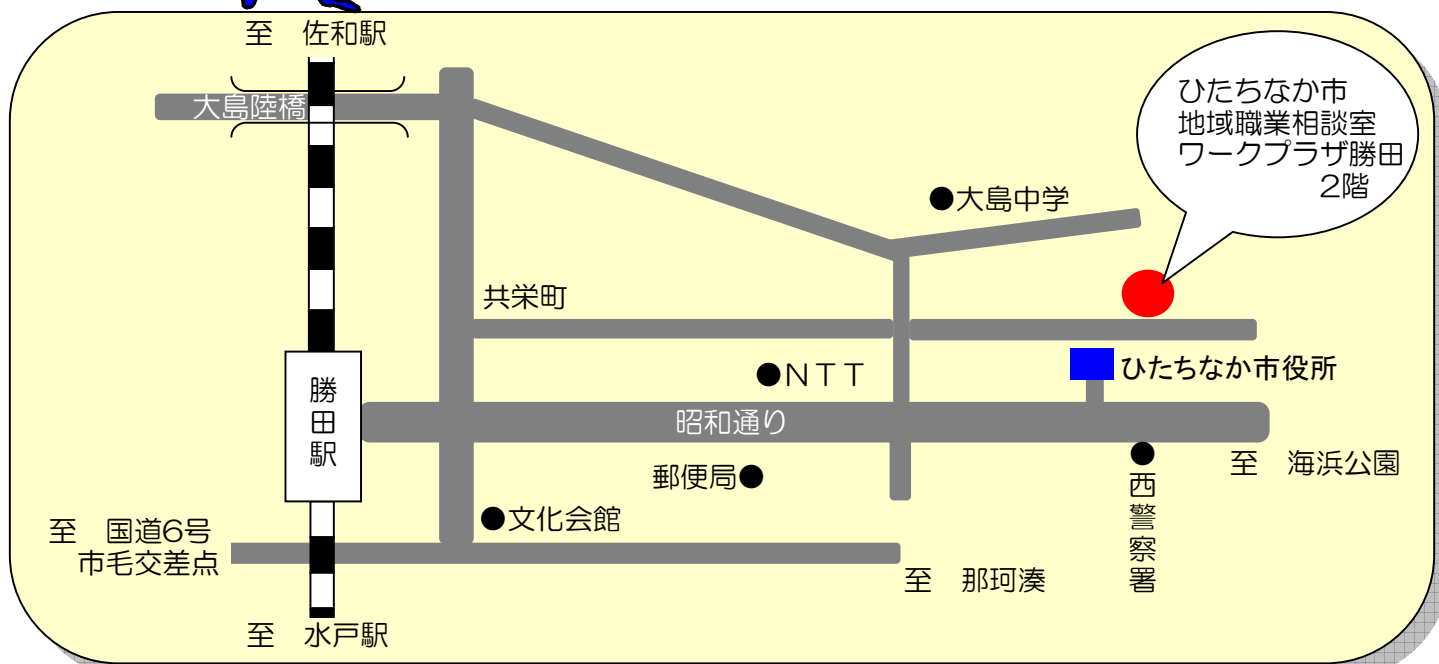 至　佐和駅
大島陸橋
ひたちなか市
地域職業相談室
ワークプラザ勝田
2階
●大島中学
共栄町
●ＮＴＴ
ひたちなか市役所
勝田駅
昭和通り
郵便局●
至　海浜公園
西警察署
●文化会館
至　国道6号
市毛交差点
至　那珂湊
至　水戸駅